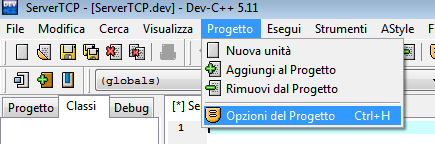 ServerTCP - [ServerTCP.dev] - Dev-C++ 5.11
File Modifica Cerca Visualizza Progetto Esegui Strumenti AStyle
Nuova unità
Aggiungi al Progetto
Rimuovi dal Progetto
Opzioni del Progetto Ctrl+H
(globals)
Progetto Classi Debug [*] Se
1